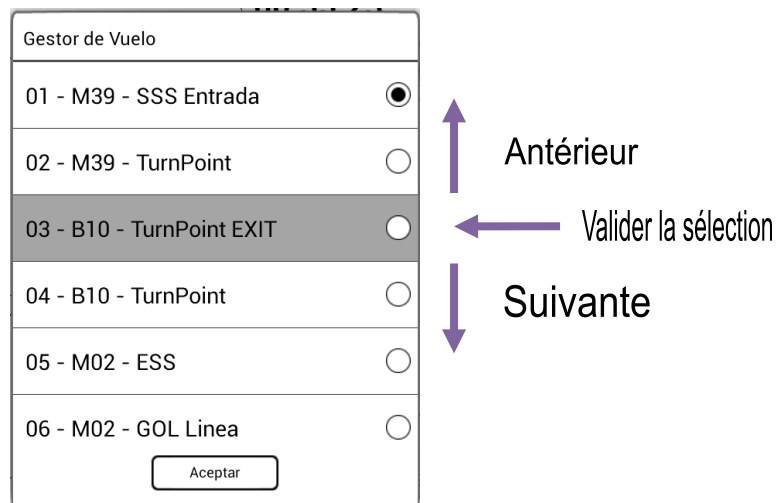 Gestor de Vuelo
01 - M39 - SSS Entrada
02 - M39 - TurnPoint
03 - B10 - TurnPoint EXIT
04 - B10 - TurnPoint
05 - M02 - ESS
06 - M02 - GOL Linea
Aceptar
Antérieur
Valider la sélection
Suivante